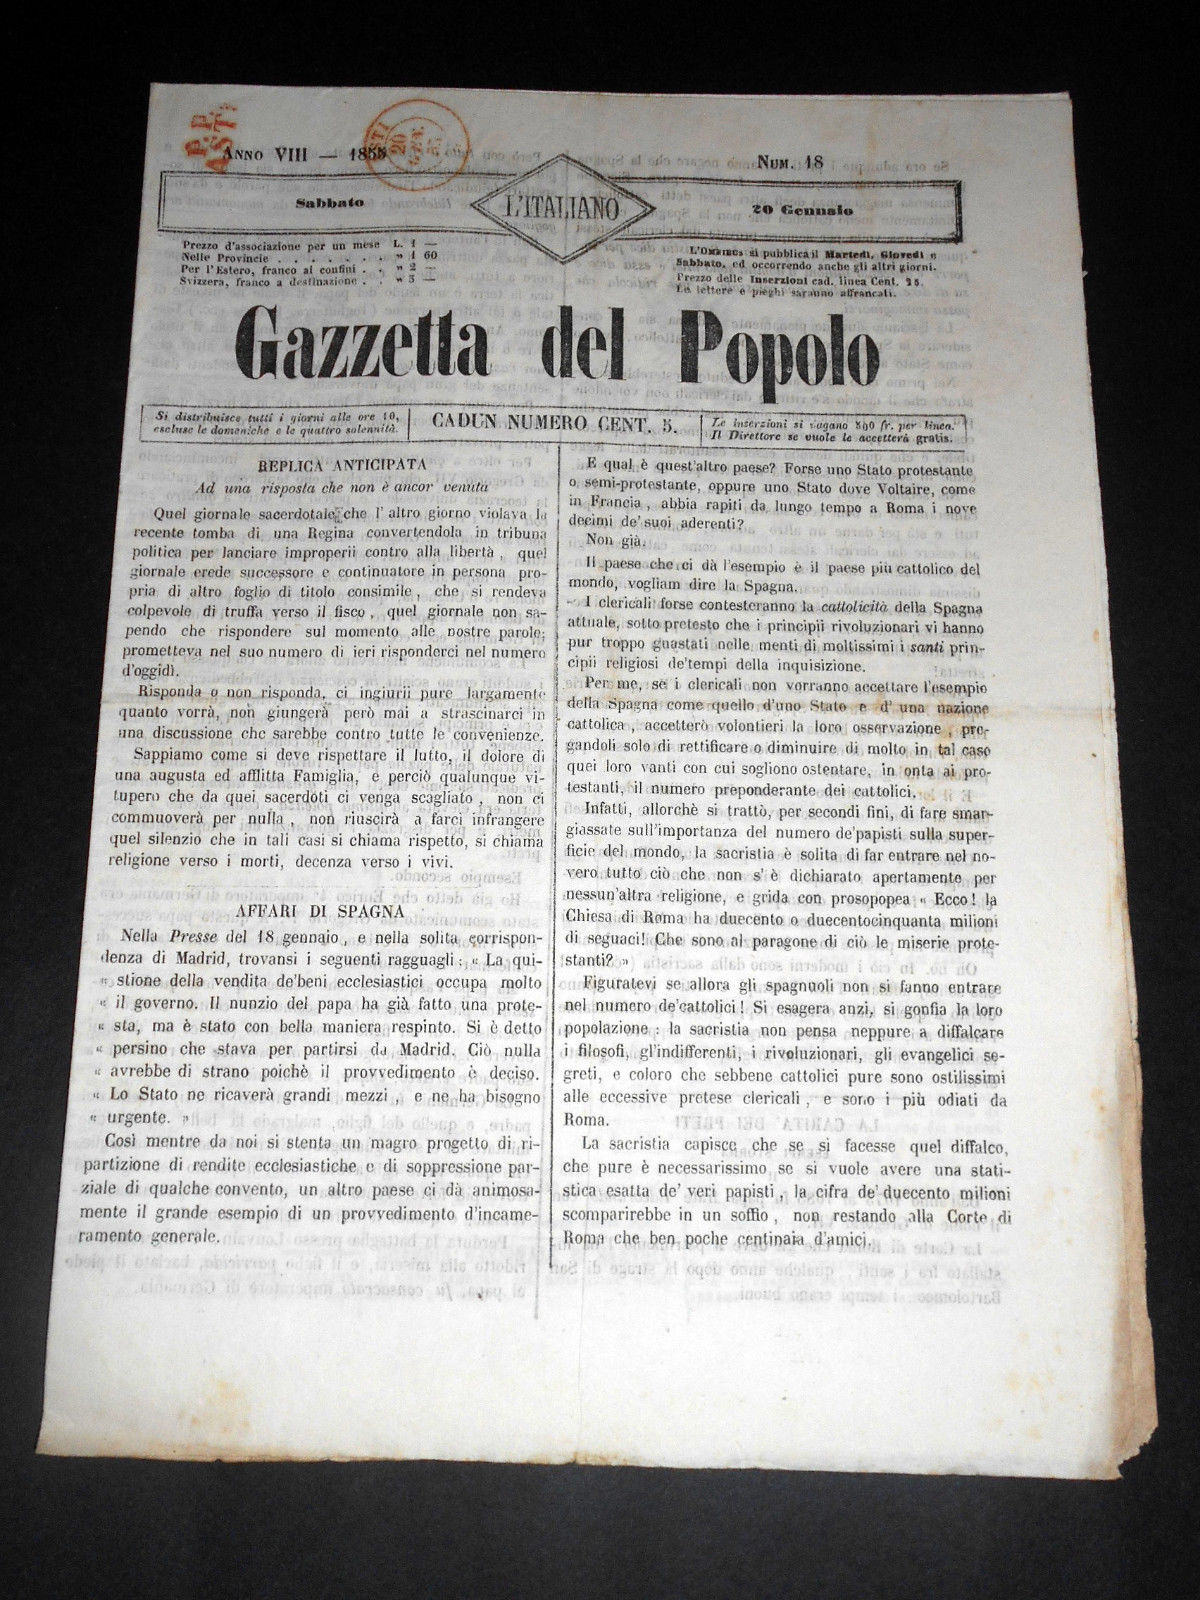 P. P.
AST.
ASTI
20
GEN.
55
Anno VIII — 1855
Num. 18
Sabbato
L'ITALIANO
20 Gennaio
Prezzo d'associazione per un mese L. 1 —
Nelle Provincie . . . . . . . » 1 60
Per l'Estero, franco ai confini . . » 2 —
Svizzera, franco a destinazione . . » 3 —
L'Omnibus si pubblica il Martedì, Giovedì e
Sabbato, ed occorrendo anche gli altri giorni.
Prezzo delle Inserzioni cad. linea Cent. 25.
Le lettere e pieghi saranno affrancati.
Gazzetta del Popolo
Si distribuisce tutti i giorni alle ore 10,
escluse le domeniche e le quattro solennità.
CADUN NUMERO CENT. 5.
Le inserzioni si pagano fr. per linea.
Il Direttore se vuole le accetterà gratis.
REPLICA ANTICIPATA
Ad una risposta che non è ancor venuta
Quel giornale sacerdotale che l'altro giorno violava la
recente tomba di una Regina convertendola in tribuna
politica per lanciare improperii contro alla libertà, quel
giornale erede successore e continuatore in persona pro-
pria di altro foglio di titolo consimile, che si rendeva
colpevole di truffa verso il fisco, quel giornale non sa-
pendo che rispondere sul momento alle nostre parole;
prometteva nel suo numero di ieri risponderci nel numero
d'oggidì.
Risponda o non risponda, ci ingiurii pure largamente
quanto vorrà, non giungerà però mai a strascinarci in
una discussione che sarebbe contro tutte le convenienze.
Sappiamo come si deve rispettare il lutto, il dolore di
una augusta ed afflitta Famiglia, e perciò qualunque vi-
tupero che da quei sacerdoti ci venga scagliato, non ci
commuoverà per nulla, non riuscirà a farci infrangere
quel silenzio che in tali casi si chiama rispetto, si chiama
religione verso i morti, decenza verso i vivi.
AFFARI DI SPAGNA
Nella Presse del 18 gennaio, e nella solita corrispon-
denza di Madrid, trovansi i seguenti ragguagli: « La qui-
« stione della vendita de'beni ecclesiastici occupa molto
« il governo. Il nunzio del papa ha già fatto una prote-
« sta, ma è stato con bella maniera respinto. Si è detto
« persino che stava per partirsi da Madrid. Ciò nulla
« avrebbe di strano poichè il provvedimento è deciso.
« Lo Stato ne ricaverà grandi mezzi, e ne ha bisogno
« urgente. »
Così mentre da noi si stenta un magro progetto di ri-
partizione di rendite ecclesiastiche e di soppressione par-
ziale di qualche convento, un altro paese ci dà animosa-
mente il grande esempio di un provvedimento d'incame-
ramento generale.
E qual è quest'altro paese? Forse uno Stato protestante
o semi-protestante, oppure uno Stato dove Voltaire, come
in Francia, abbia rapiti da lungo tempo a Roma i nove
decimi de' suoi aderenti?
Non già.
Il paese che ci dà l'esempio è il paese più cattolico del
mondo, vogliam dire la Spagna.
I clericali forse contesteranno la cattolicità della Spagna
attuale, sotto pretesto che i principii rivoluzionari vi hanno
pur troppo guastati nelle menti di moltissimi i santi prin-
cipii religiosi de'tempi della inquisizione.
Per me, se i clericali non vorranno accettare l'esempio
della Spagna come quello d'uno Stato e d'una nazione
cattolica, accetterò volontieri la loro osservazione, pre-
gandoli solo di rettificare o diminuire di molto in tal caso
quei loro vanti con cui sogliono ostentare, in onta ai pro-
testanti, il numero preponderante dei cattolici.
Infatti, allorchè si trattò, per secondi fini, di fare smar-
giassate sull'importanza del numero de'papisti sulla super-
ficie del mondo, la sacristia è solita di far entrare nel no-
vero tutto ciò che non s'è dichiarato apertamente per
nessun'altra religione, e grida con prosopopea « Ecco! la
Chiesa di Roma ha duecento o duecentocinquanta milioni
di seguaci! Che sono al paragone di ciò le miserie prote-
stanti? »
Figuratevi se allora gli spagnuoli non si fanno entrare
nel numero de'cattolici! Si esagera anzi, si gonfia la loro
popolazione: la sacristia non pensa neppure a diffalcare
i filosofi, gl'indifferenti, i rivoluzionari, gli evangelici se-
greti, e coloro che sebbene cattolici pure sono ostilissimi
alle eccessive pretese clericali, e sono i più odiati da
Roma.
La sacristia capisce che se si facesse quel diffalco,
che pure è necessarissimo se si vuole avere una stati-
stica esatta de' veri papisti, la cifra de' duecento milioni
scomparirebbe in un soffio, non restando alla Corte di
Roma che ben poche centinaia d'amici.